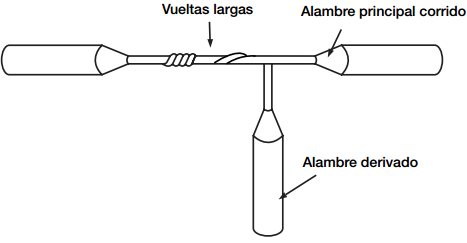 Vueltas largas
Alambre principal corrido
Alambre derivado